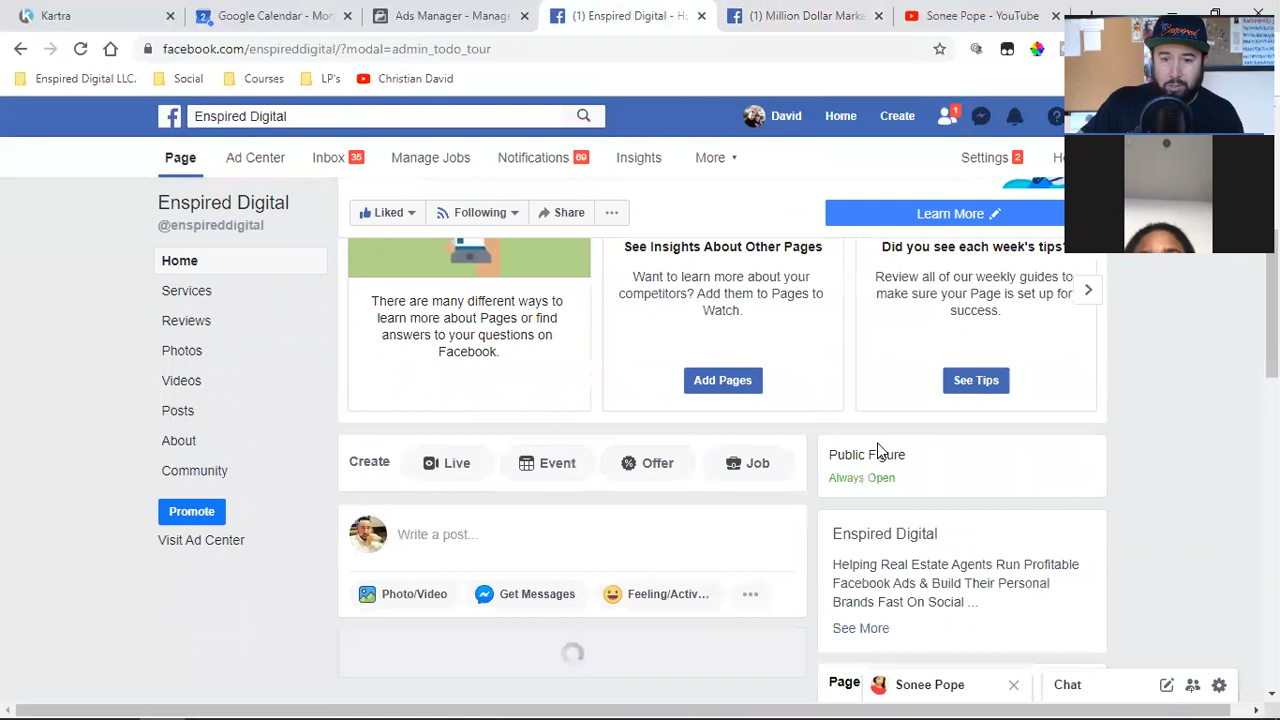 Kartra
Google Calendar - Mon
Ads Manager - Manage
(1) Enspired Digital - Ho
(1) Million Dollar Marke
Sonee Pope - YouTube
facebook.com/enspireddigital/?modal=admin_todo_tour
Enspired Digital LLC.
Social
Courses
LP's
Christian David
Enspired Digital
David
Home
Create
1
Page
Ad Center
Inbox 35
Manage Jobs
Notifications 69
Insights
More
Settings 2
Enspired Digital
@enspireddigital
Liked
Following
Share
Learn More
Home
Services
Reviews
Photos
Videos
Posts
About
Community
Promote
Visit Ad Center
There are many different ways to
learn more about Pages or find
answers to your questions on
Facebook.
See Insights About Other Pages
Want to learn more about your
competitors? Add them to Pages to
Watch.
Add Pages
Did you see each week's tips?
Review all of our weekly guides to
make sure your Page is set up for
success.
See Tips
Create
Live
Event
Offer
Job
Write a post...
Photo/Video
Get Messages
Feeling/Activ...
Public Figure
Always Open
Enspired Digital
Helping Real Estate Agents Run Profitable
Facebook Ads & Build Their Personal
Brands Fast On Social ...
See More
Page
Sonee Pope
Chat